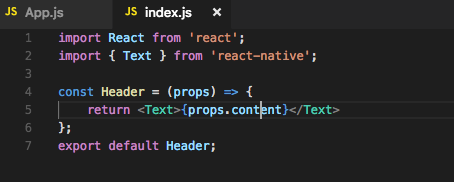 JS App.js JS index.js ×
1 import React from 'react';
2 import { Text } from 'react-native';
3
4 const Header = (props) => {
5 return <Text>{props.content}</Text>
6 };
7 export default Header;